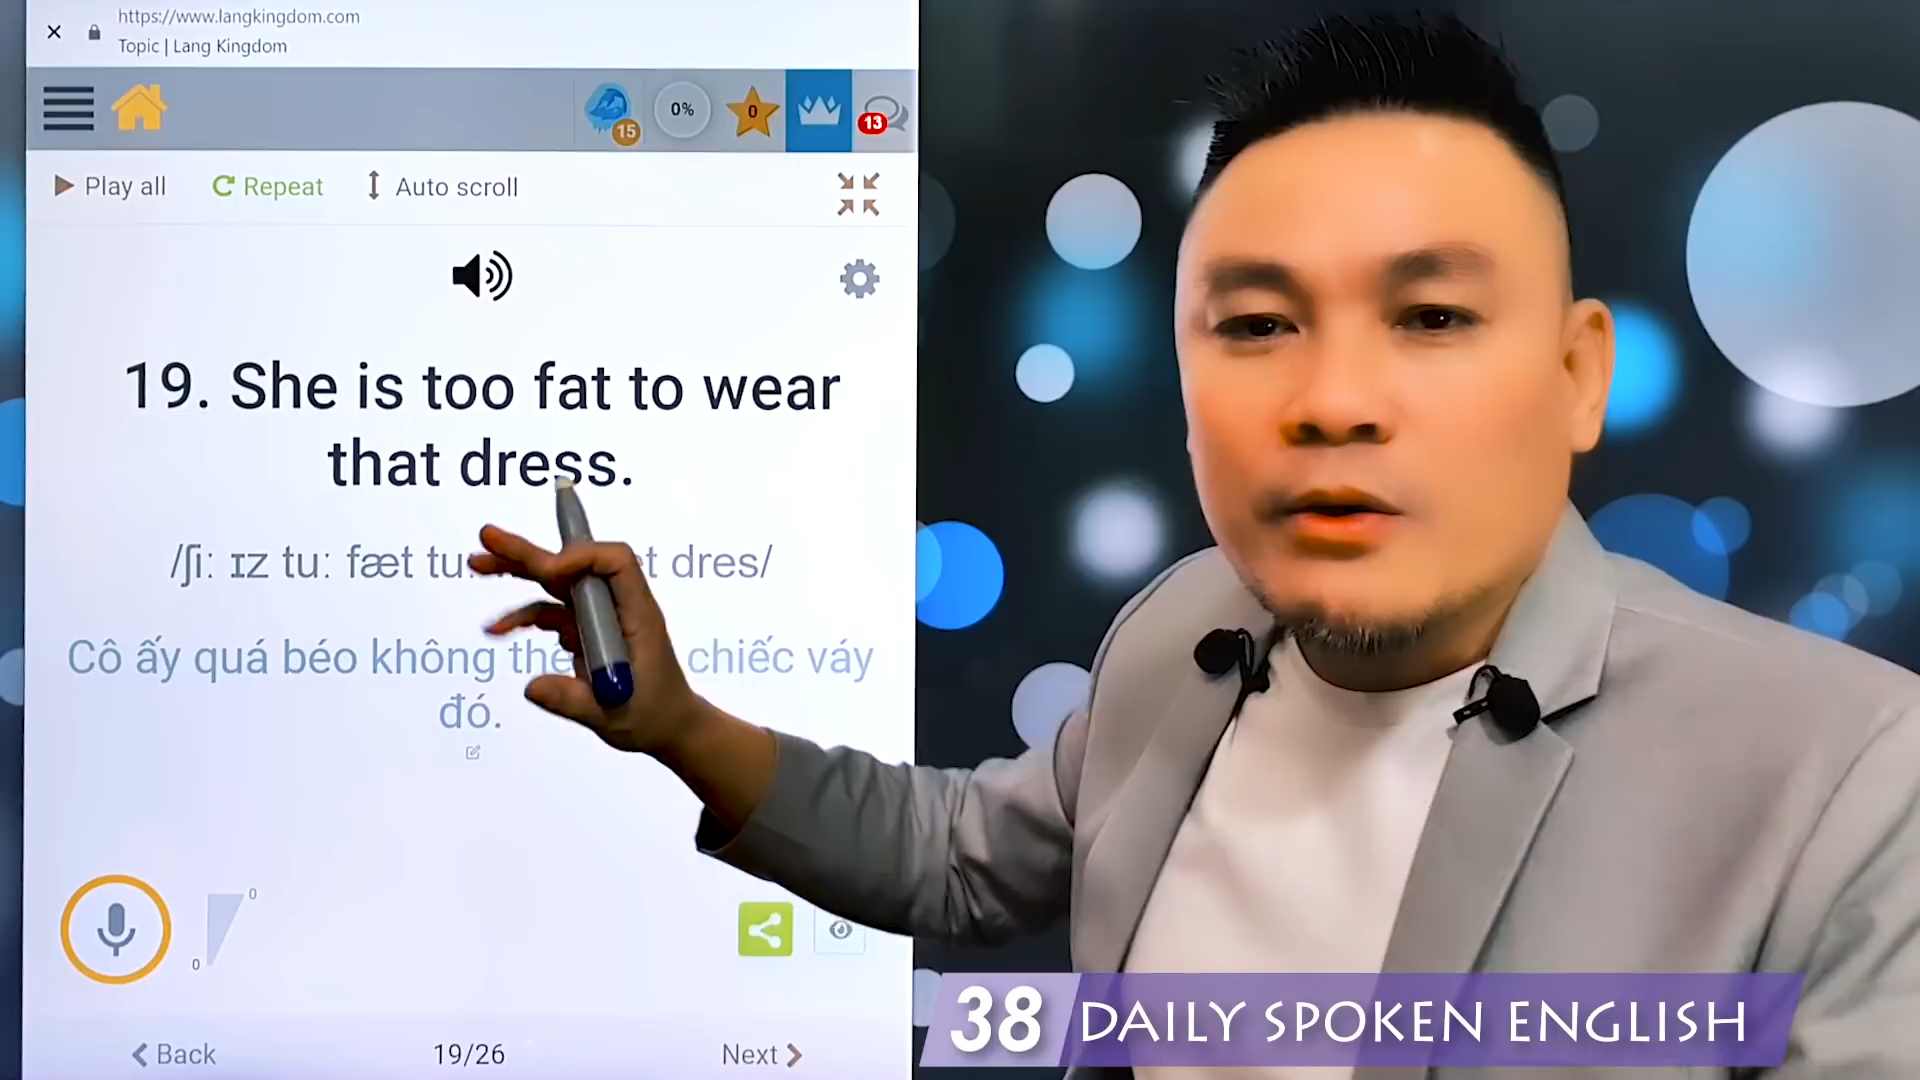 https://www.langkingdom.com
Topic | Lang Kingdom
15
0%
0
13
Play all
Repeat
Auto scroll
19. She is too fat to wear
that dress.
/ʃiː ɪz tuː fæt tuː t dres/
Cô ấy quá béo không thể chiếc váy
đó.
0
0
Back
19/26
Next
38 DAILY SPOKEN ENGLISH